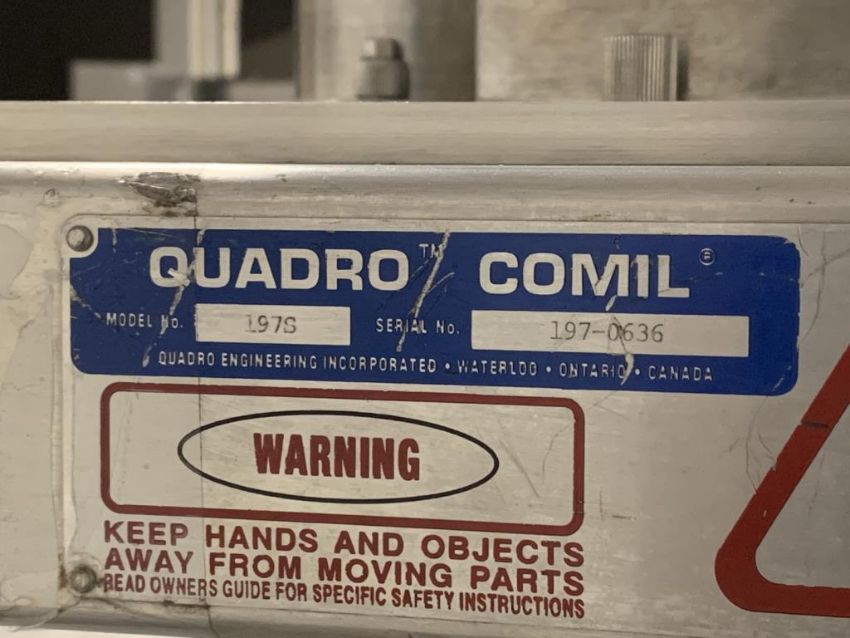 QUADRO™ COMIL®
MODEL No. 197S SERIAL No. 197-0636
QUADRO ENGINEERING INCORPORATED • WATERLOO • ONTARIO • CANADA
WARNING
KEEP HANDS AND OBJECTS
AWAY FROM MOVING PARTS
READ OWNERS GUIDE FOR SPECIFIC SAFETY INSTRUCTIONS